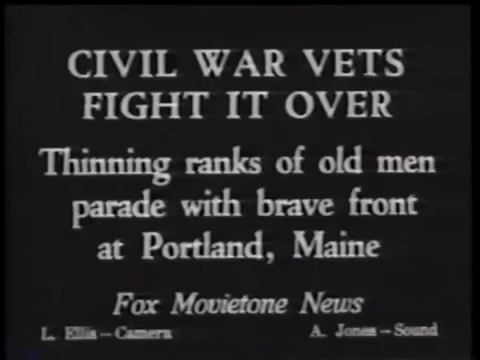 CIVIL WAR VETS
FIGHT IT OVER
Thinning ranks of old men
parade with brave front
at Portland, Maine
Fox Movietone News
L. Ellis – Camera A. Jones – Sound